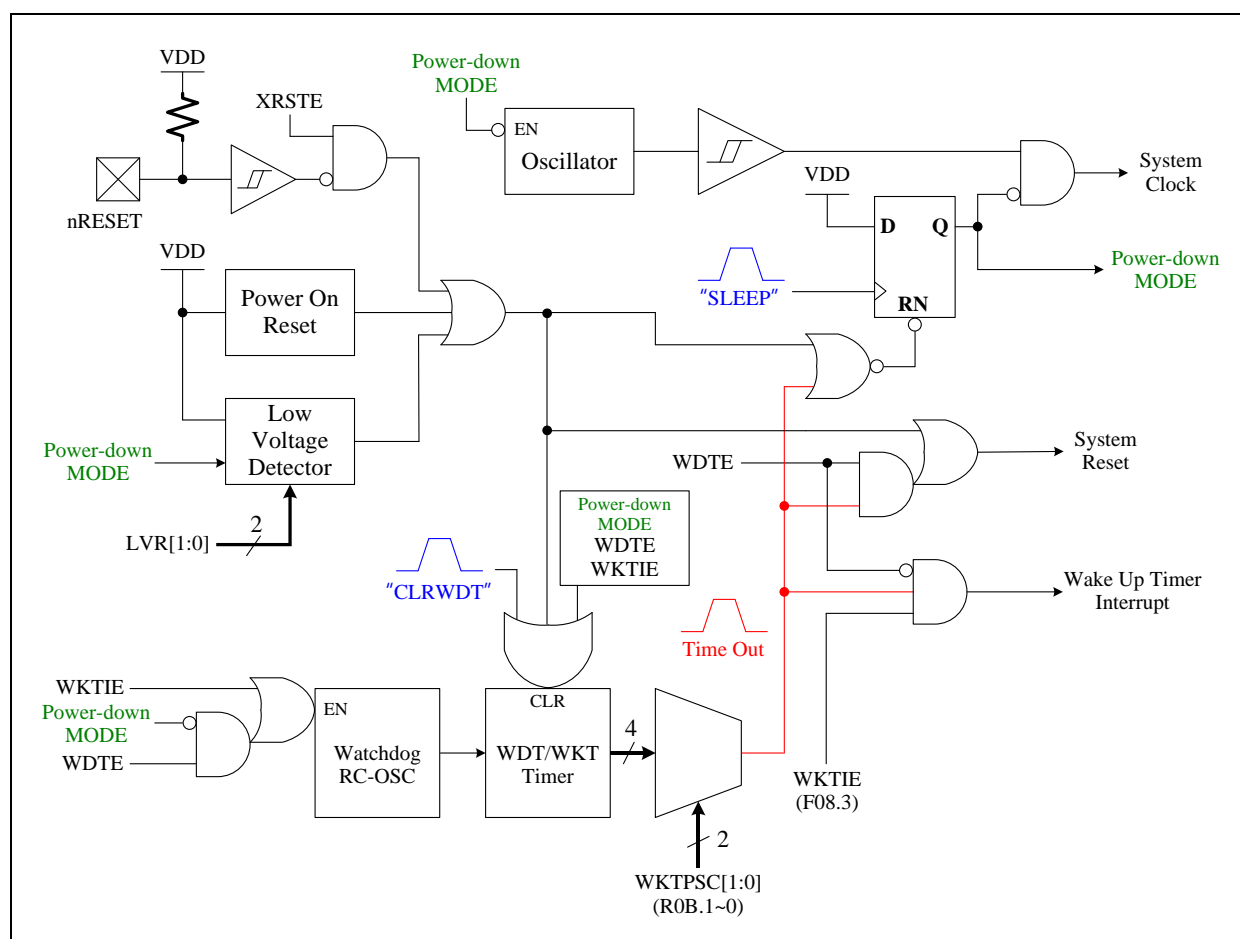 VDD
Power-down
MODE
XRSTE
EN
Oscillator
System
Clock
VDD
nRESET
D
Q
VDD
Power-down
MODE
"SLEEP"
Power On
Reset
RN
Low
Voltage
Detector
Power-down
MODE
WDTE
System
Reset
LVR[1:0]
2
Power-down
MODE
WDTE
WKTIE
"CLRWDT"
Wake Up Timer
Interrupt
Time Out
WKTIE
Power-down
MODE
WDTE
EN
Watchdog
RC-OSC
CLR
WDT/WKT
Timer
4
WKTIE
(F08.3)
2
WKTPSC[1:0]
(R0B.1~0)